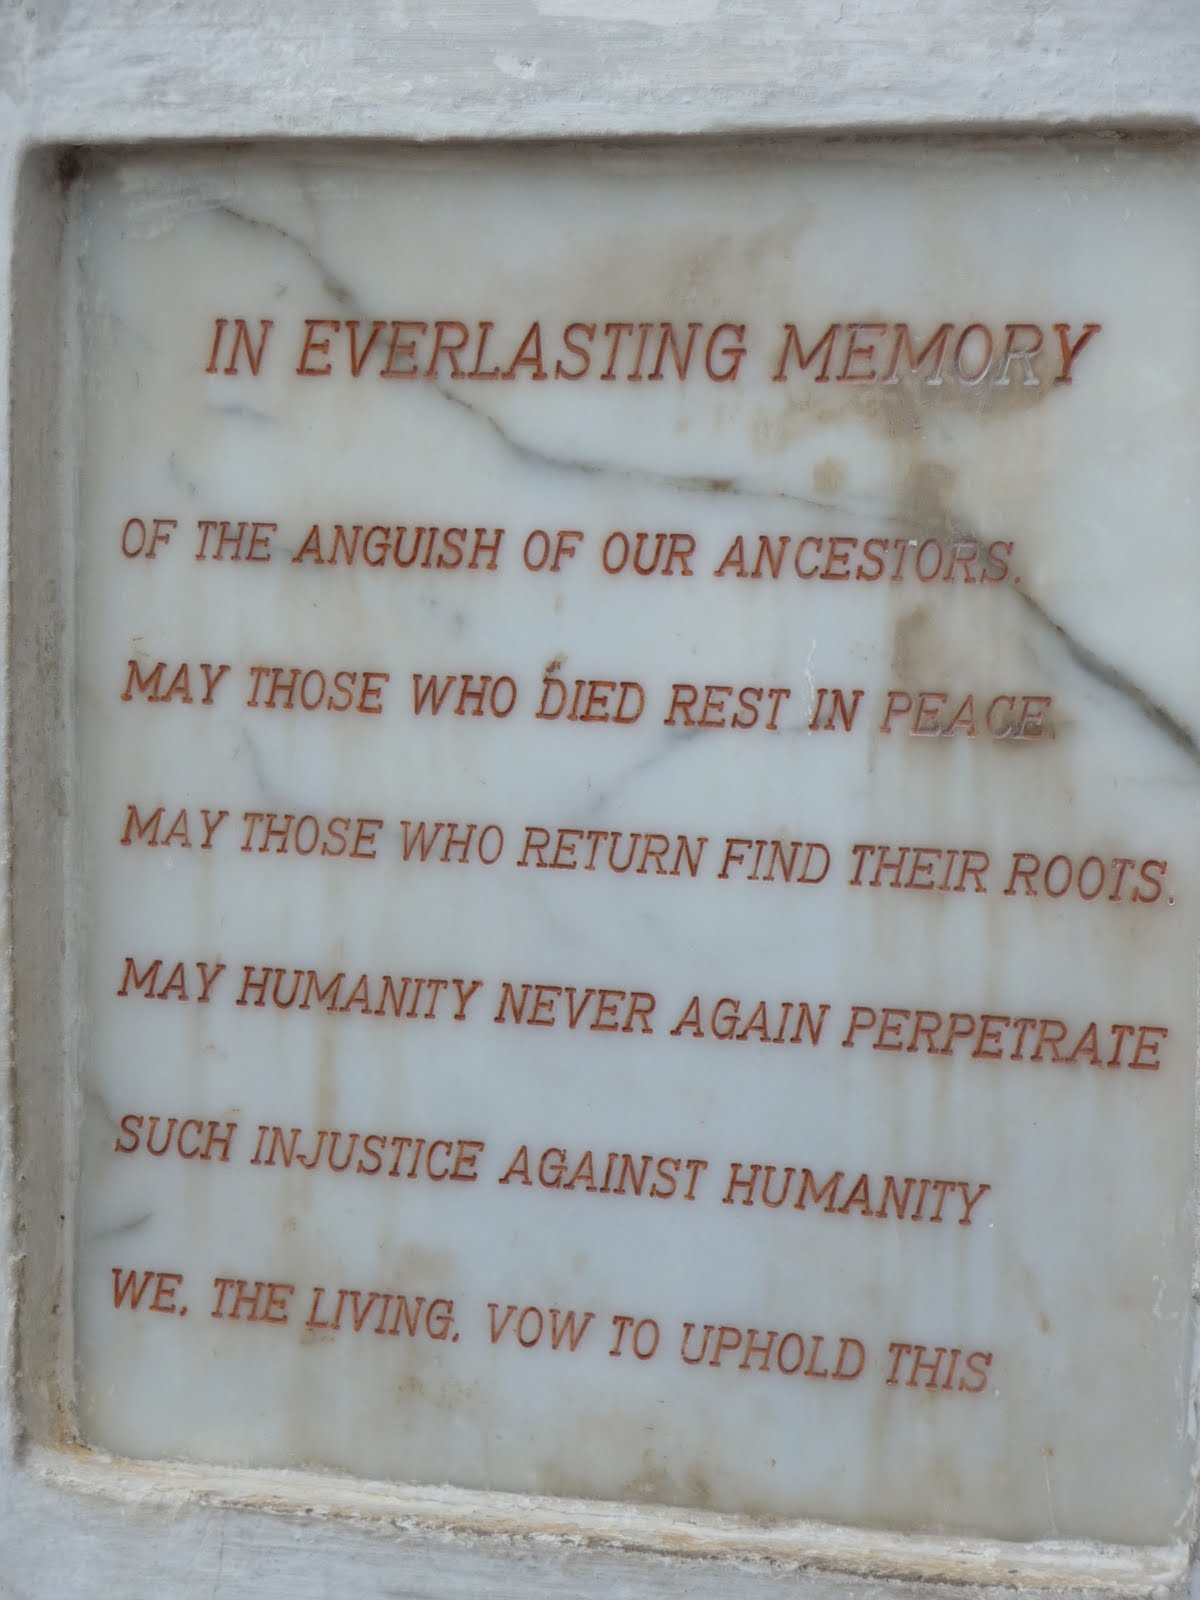 IN EVERLASTING MEMORY
OF THE ANGUISH OF OUR ANCESTORS.
MAY THOSE WHO DIED REST IN PEACE.
MAY THOSE WHO RETURN FIND THEIR ROOTS.
MAY HUMANITY NEVER AGAIN PERPETRATE
SUCH INJUSTICE AGAINST HUMANITY
WE, THE LIVING, VOW TO UPHOLD THIS